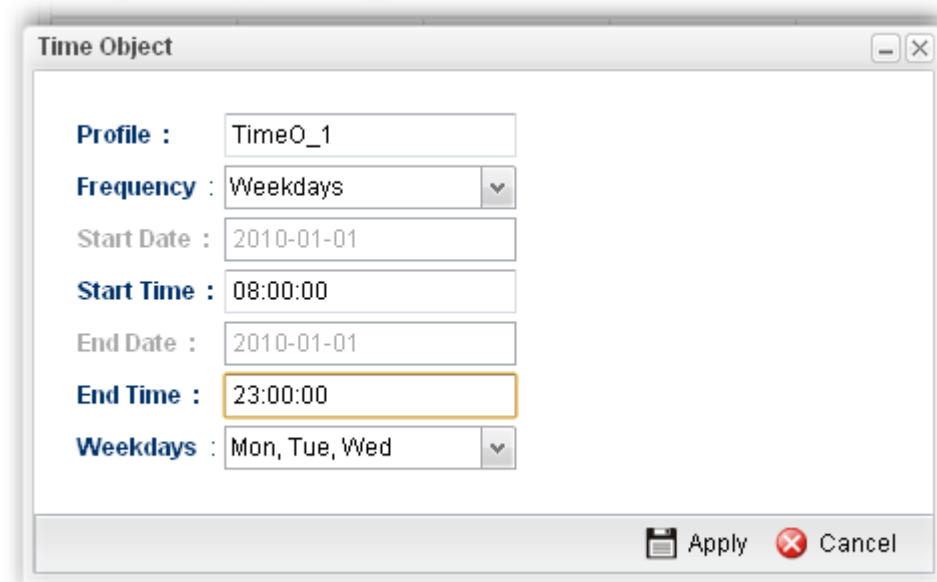 Time Object
Profile : TimeO_1
Frequency : Weekdays
Start Date : 2010-01-01
Start Time : 08:00:00
End Date : 2010-01-01
End Time : 23:00:00
Weekdays : Mon, Tue, Wed
Apply Cancel